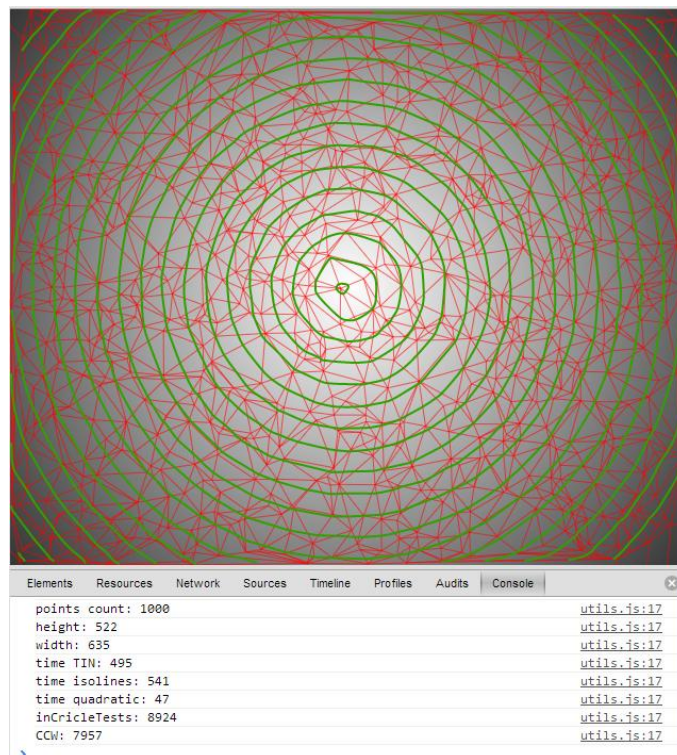 Elements Resources Network Sources Timeline Profiles Audits Console
points count: 1000 utils.js:17
height: 522 utils.js:17
width: 635 utils.js:17
time TIN: 495 utils.js:17
time isolines: 541 utils.js:17
time quadratic: 47 utils.js:17
inCricleTests: 8924 utils.js:17
CCW: 7957 utils.js:17